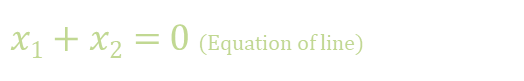 x₁ + x₂ = 0 (Equation of line)